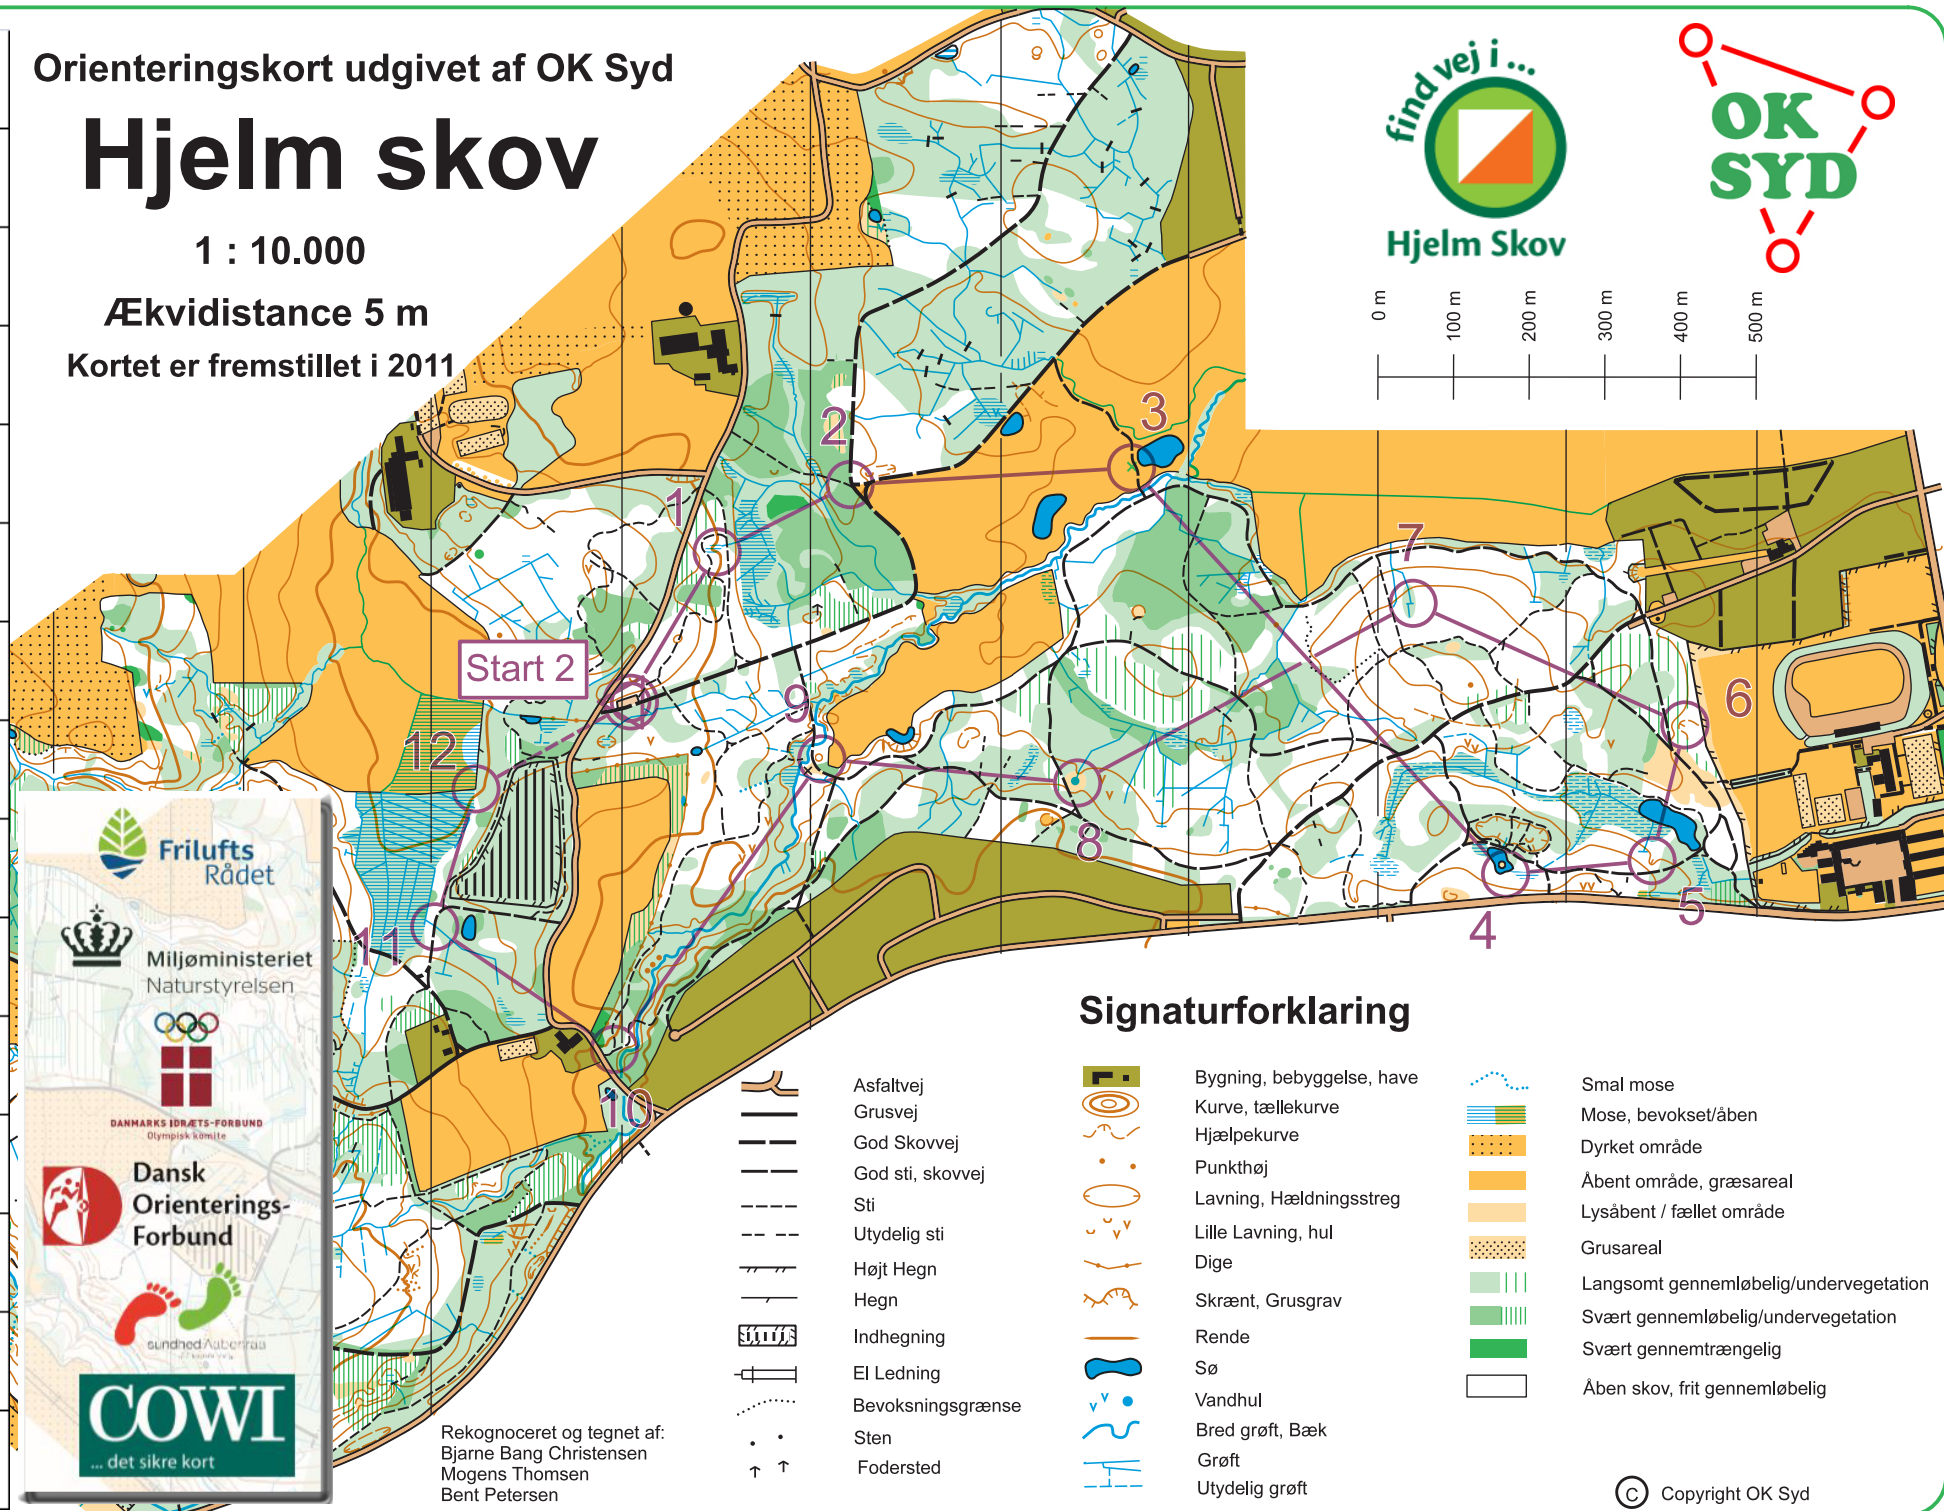 Orienteringskort udgivet af OK Syd
Hjelm skov
1 : 10.000
Ækvidistance 5 m
Kortet er fremstillet i 2011
find vej i ...
Hjelm Skov
OK
SYD
0 m
100 m
200 m
300 m
400 m
500 m
1
2
3
4
5
6
7
8
9
10
11
12
Start 2
Frilufts
Rådet
Miljøministeriet
Naturstyrelsen
DANMARKS IDRÆTS-FORBUND
Olympisk komite
Dansk
Orienterings-
Forbund
sundhed Aabenraa
COWI
... det sikre kort
Rekognoceret og tegnet af:
Bjarne Bang Christensen
Mogens Thomsen
Bent Petersen
Signaturforklaring
Asfaltvej
Grusvej
God Skovvej
God sti, skovvej
Sti
Utydelig sti
Højt Hegn
Hegn
Indhegning
El Ledning
Bevoksningsgrænse
Sten
Fodersted
Bygning, bebyggelse, have
Kurve, tællekurve
Hjælpekurve
Punkthøj
Lavning, Hældningsstreg
Lille Lavning, hul
Dige
Skrænt, Grusgrav
Rende
Sø
Vandhul
Bred grøft, Bæk
Grøft
Utydelig grøft
Smal mose
Mose, bevokset/åben
Dyrket område
Åbent område, græsareal
Lysåbent / fællet område
Grusareal
Langsomt gennemløbelig/undervegetation
Svært gennemløbelig/undervegetation
Svært gennemtrængelig
Åben skov, frit gennemløbelig
© Copyright OK Syd